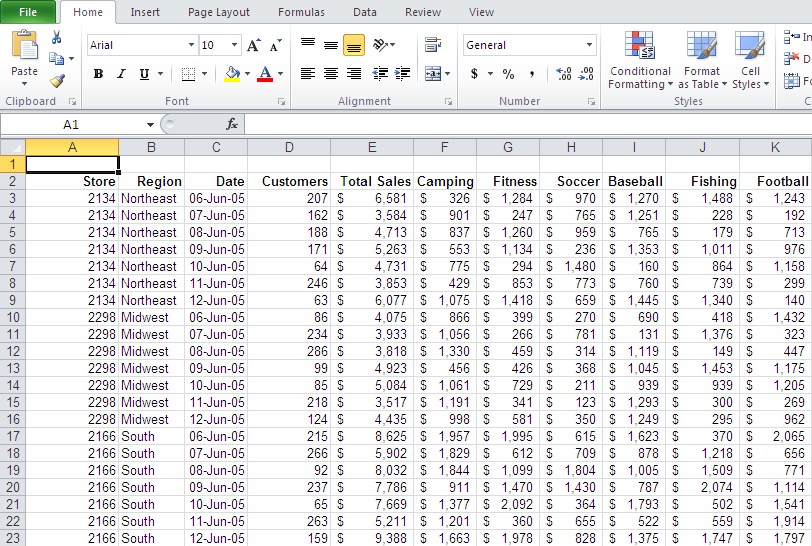 File Home Insert Page Layout Formulas Data Review View
Arial 10 A A General
Paste B I U A $ % , .00 .00 Conditional Formatting Format as Table Cell Styles
Clipboard Font Alignment Number Styles
A1 fx
A B C D E F G H I J K
1
2 Store Region Date Customers Total Sales Camping Fitness Soccer Baseball Fishing Football
3 2134 Northeast 06-Jun-05 207 $ 6,581 $ 326 $ 1,284 $ 970 $ 1,270 $ 1,488 $ 1,243
4 2134 Northeast 07-Jun-05 162 $ 3,584 $ 901 $ 247 $ 765 $ 1,251 $ 228 $ 192
5 2134 Northeast 08-Jun-05 188 $ 4,713 $ 837 $ 1,260 $ 959 $ 765 $ 179 $ 713
6 2134 Northeast 09-Jun-05 171 $ 5,263 $ 553 $ 1,134 $ 236 $ 1,353 $ 1,011 $ 976
7 2134 Northeast 10-Jun-05 64 $ 4,731 $ 775 $ 294 $ 1,480 $ 160 $ 864 $ 1,158
8 2134 Northeast 11-Jun-05 246 $ 3,853 $ 429 $ 853 $ 773 $ 760 $ 739 $ 299
9 2134 Northeast 12-Jun-05 63 $ 6,077 $ 1,075 $ 1,418 $ 659 $ 1,445 $ 1,340 $ 140
10 2298 Midwest 06-Jun-05 86 $ 4,075 $ 866 $ 399 $ 270 $ 690 $ 418 $ 1,432
11 2298 Midwest 07-Jun-05 234 $ 3,933 $ 1,056 $ 266 $ 781 $ 131 $ 1,376 $ 323
12 2298 Midwest 08-Jun-05 286 $ 3,818 $ 1,330 $ 459 $ 314 $ 1,119 $ 149 $ 447
13 2298 Midwest 09-Jun-05 99 $ 4,923 $ 456 $ 426 $ 368 $ 1,045 $ 1,453 $ 1,175
14 2298 Midwest 10-Jun-05 85 $ 5,084 $ 1,061 $ 729 $ 211 $ 939 $ 939 $ 1,205
15 2298 Midwest 11-Jun-05 218 $ 3,517 $ 1,191 $ 341 $ 123 $ 1,293 $ 300 $ 269
16 2298 Midwest 12-Jun-05 124 $ 4,435 $ 998 $ 581 $ 350 $ 1,249 $ 295 $ 962
17 2166 South 06-Jun-05 215 $ 8,625 $ 1,957 $ 1,995 $ 615 $ 1,623 $ 370 $ 2,065
18 2166 South 07-Jun-05 266 $ 5,902 $ 1,829 $ 612 $ 709 $ 878 $ 1,218 $ 656
19 2166 South 08-Jun-05 92 $ 8,032 $ 1,844 $ 1,099 $ 1,804 $ 1,005 $ 1,509 $ 771
20 2166 South 09-Jun-05 237 $ 7,786 $ 911 $ 1,470 $ 1,430 $ 787 $ 2,074 $ 1,114
21 2166 South 10-Jun-05 65 $ 7,669 $ 1,377 $ 2,092 $ 364 $ 1,793 $ 502 $ 1,541
22 2166 South 11-Jun-05 263 $ 5,211 $ 1,201 $ 360 $ 655 $ 522 $ 559 $ 1,914
23 2166 South 12-Jun-05 159 $ 9,388 $ 1,663 $ 1,978 $ 828 $ 1,375 $ 1,747 $ 1,797